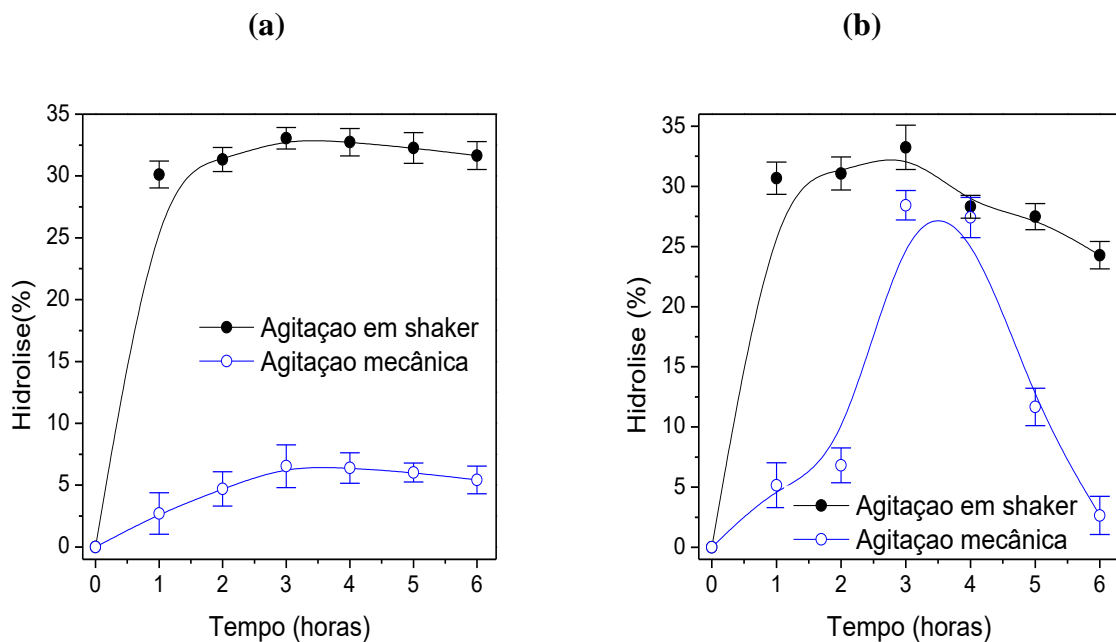 (a)
35
30
25
20
15
10
5
0
Hidrolise(%)
Agitaçao em shaker
Agitaçao mecânica
0 1 2 3 4 5 6
Tempo (horas)
(b)
35
30
25
20
15
10
5
0
Hidrolise (%)
Agitaçao em shaker
Agitaçao mecânica
0 1 2 3 4 5 6
Tempo (horas)